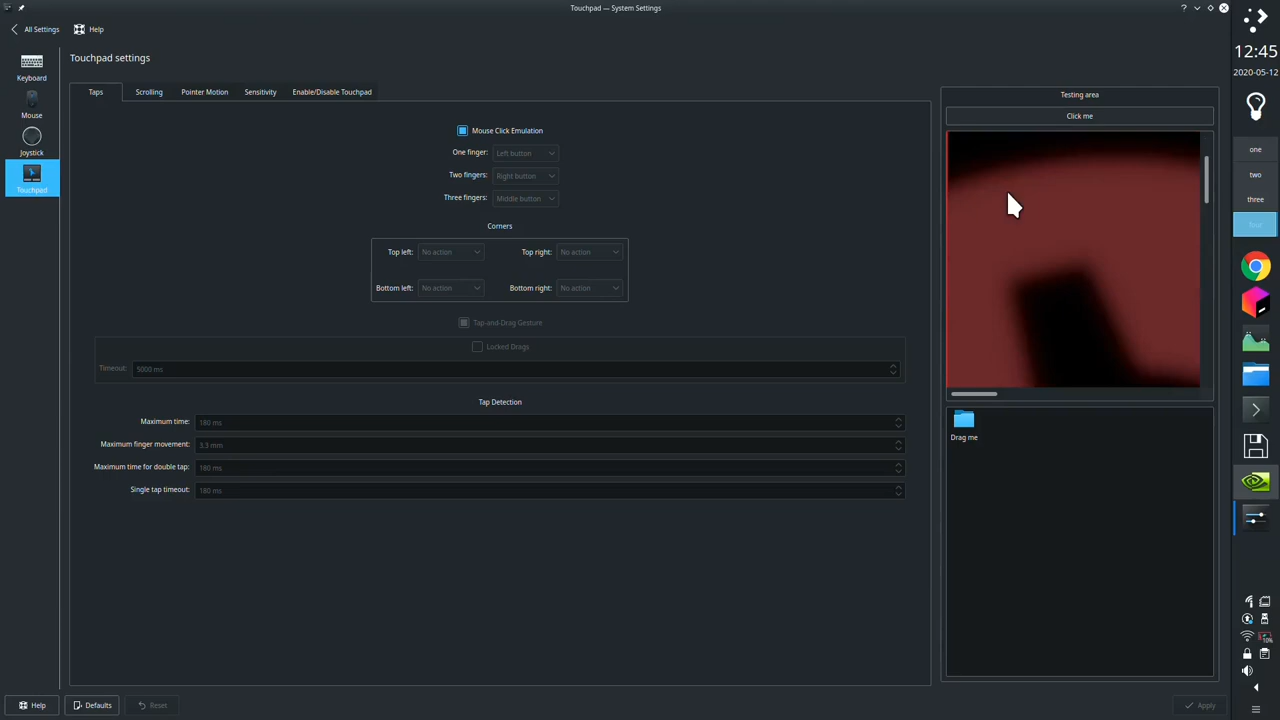 Touchpad — System Settings
All Settings
Help
Keyboard
Mouse
Joystick
Touchpad
Touchpad settings
Taps
Scrolling
Pointer Motion
Sensitivity
Enable/Disable Touchpad
Mouse Click Emulation
One finger: Left button
Two fingers: Right button
Three fingers: Middle button
Corners
Top left: No action
Top right: No action
Bottom left: No action
Bottom right: No action
Tap-and-Drag Gesture
Locked Drags
Timeout: 5000 ms
Tap Detection
Maximum time: 180 ms
Maximum finger movement: 3.3 mm
Maximum time for double tap: 180 ms
Single tap timeout: 180 ms
Testing area
Click me
Drag me
Help
Defaults
Reset
Apply
12:45
2020-05-12
one
two
three
four
10%